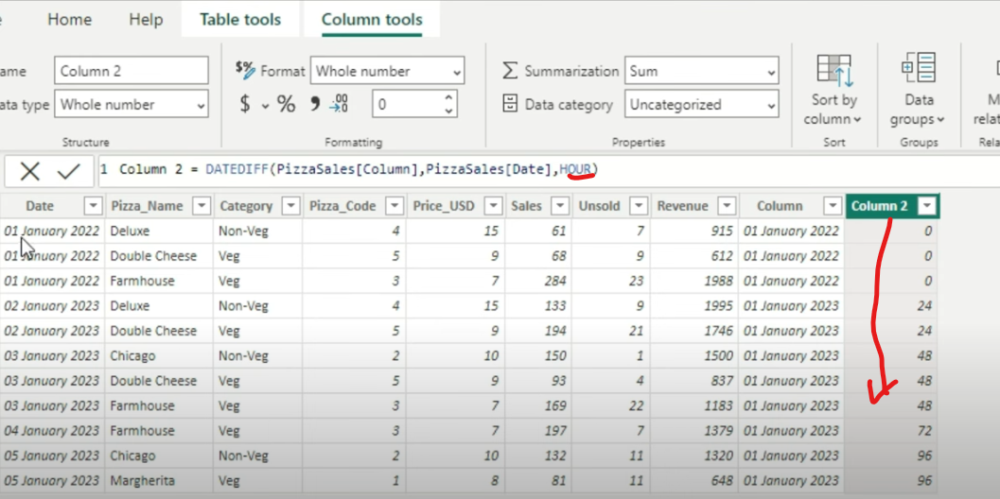 Home Help Table tools Column tools
ame Column 2 Format Whole number Summarization Sum
ata type Whole number $ % 0 Data category Uncategorized Sort by column Data groups M relat
Structure Formatting Properties Sort Groups Rela
1 Column 2 = DATEDIFF(PizzaSales[Column],PizzaSales[Date],HOUR)
Date Pizza_Name Category Pizza_Code Price_USD Sales Unsold Revenue Column Column 2
01 January 2022 Deluxe Non-Veg 4 15 61 7 915 01 January 2022 0
01 January 2022 Double Cheese Veg 5 9 68 9 612 01 January 2022 0
01 January 2022 Farmhouse Veg 3 7 284 23 1988 01 January 2022 0
02 January 2023 Deluxe Non-Veg 4 15 133 9 1995 01 January 2023 24
02 January 2023 Double Cheese Veg 5 9 194 21 1746 01 January 2023 24
03 January 2023 Chicago Non-Veg 2 10 150 1 1500 01 January 2023 48
03 January 2023 Double Cheese Veg 5 9 93 4 837 01 January 2023 48
03 January 2023 Farmhouse Veg 3 7 169 22 1183 01 January 2023 48
04 January 2023 Farmhouse Veg 3 7 197 7 1379 01 January 2023 72
05 January 2023 Chicago Non-Veg 2 10 132 11 1320 01 January 2023 96
05 January 2023 Margherita Veg 1 8 81 11 648 01 January 2023 96